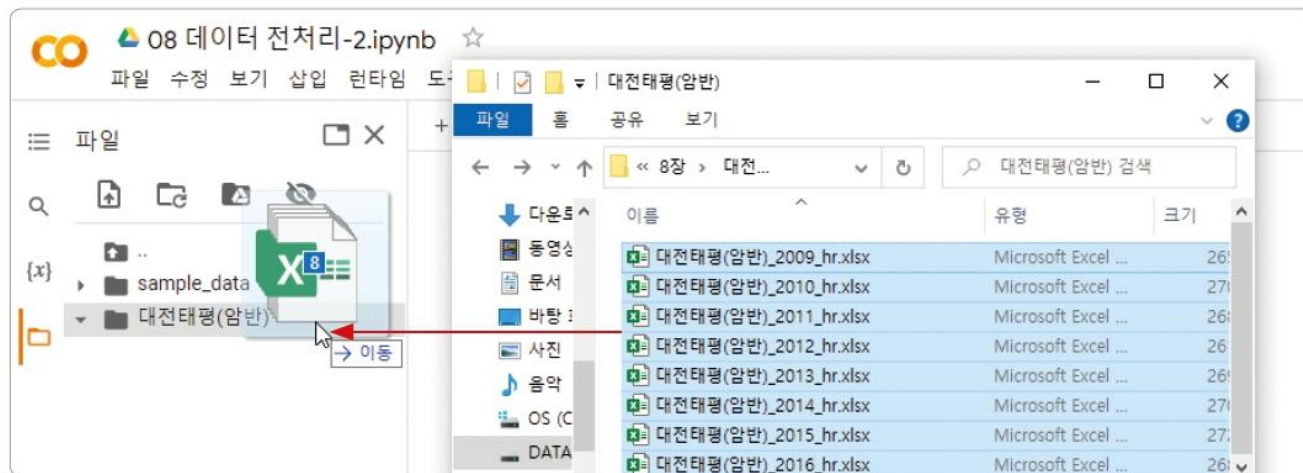 08 데이터 전처리-2.ipynb
파일 수정 보기 삽입 런타임
대전태평(암반)
파일 홈 공유 보기
파일
« 8장 › 대전...
대전태평(암반) 검색
..
{x}
sample_data
대전태평(암반)
8
→ 이동
이름 유형 크기
동영상
문서
바탕
사진
음악
OS (C
DATA
대전태평(암반)_2009_hr.xlsx Microsoft Excel ...
대전태평(암반)_2010_hr.xlsx Microsoft Excel ...
대전태평(암반)_2011_hr.xlsx Microsoft Excel ...
대전태평(암반)_2012_hr.xlsx Microsoft Excel ...
대전태평(암반)_2013_hr.xlsx Microsoft Excel ...
대전태평(암반)_2014_hr.xlsx Microsoft Excel ...
대전태평(암반)_2015_hr.xlsx Microsoft Excel ...
대전태평(암반)_2016_hr.xlsx Microsoft Excel ...